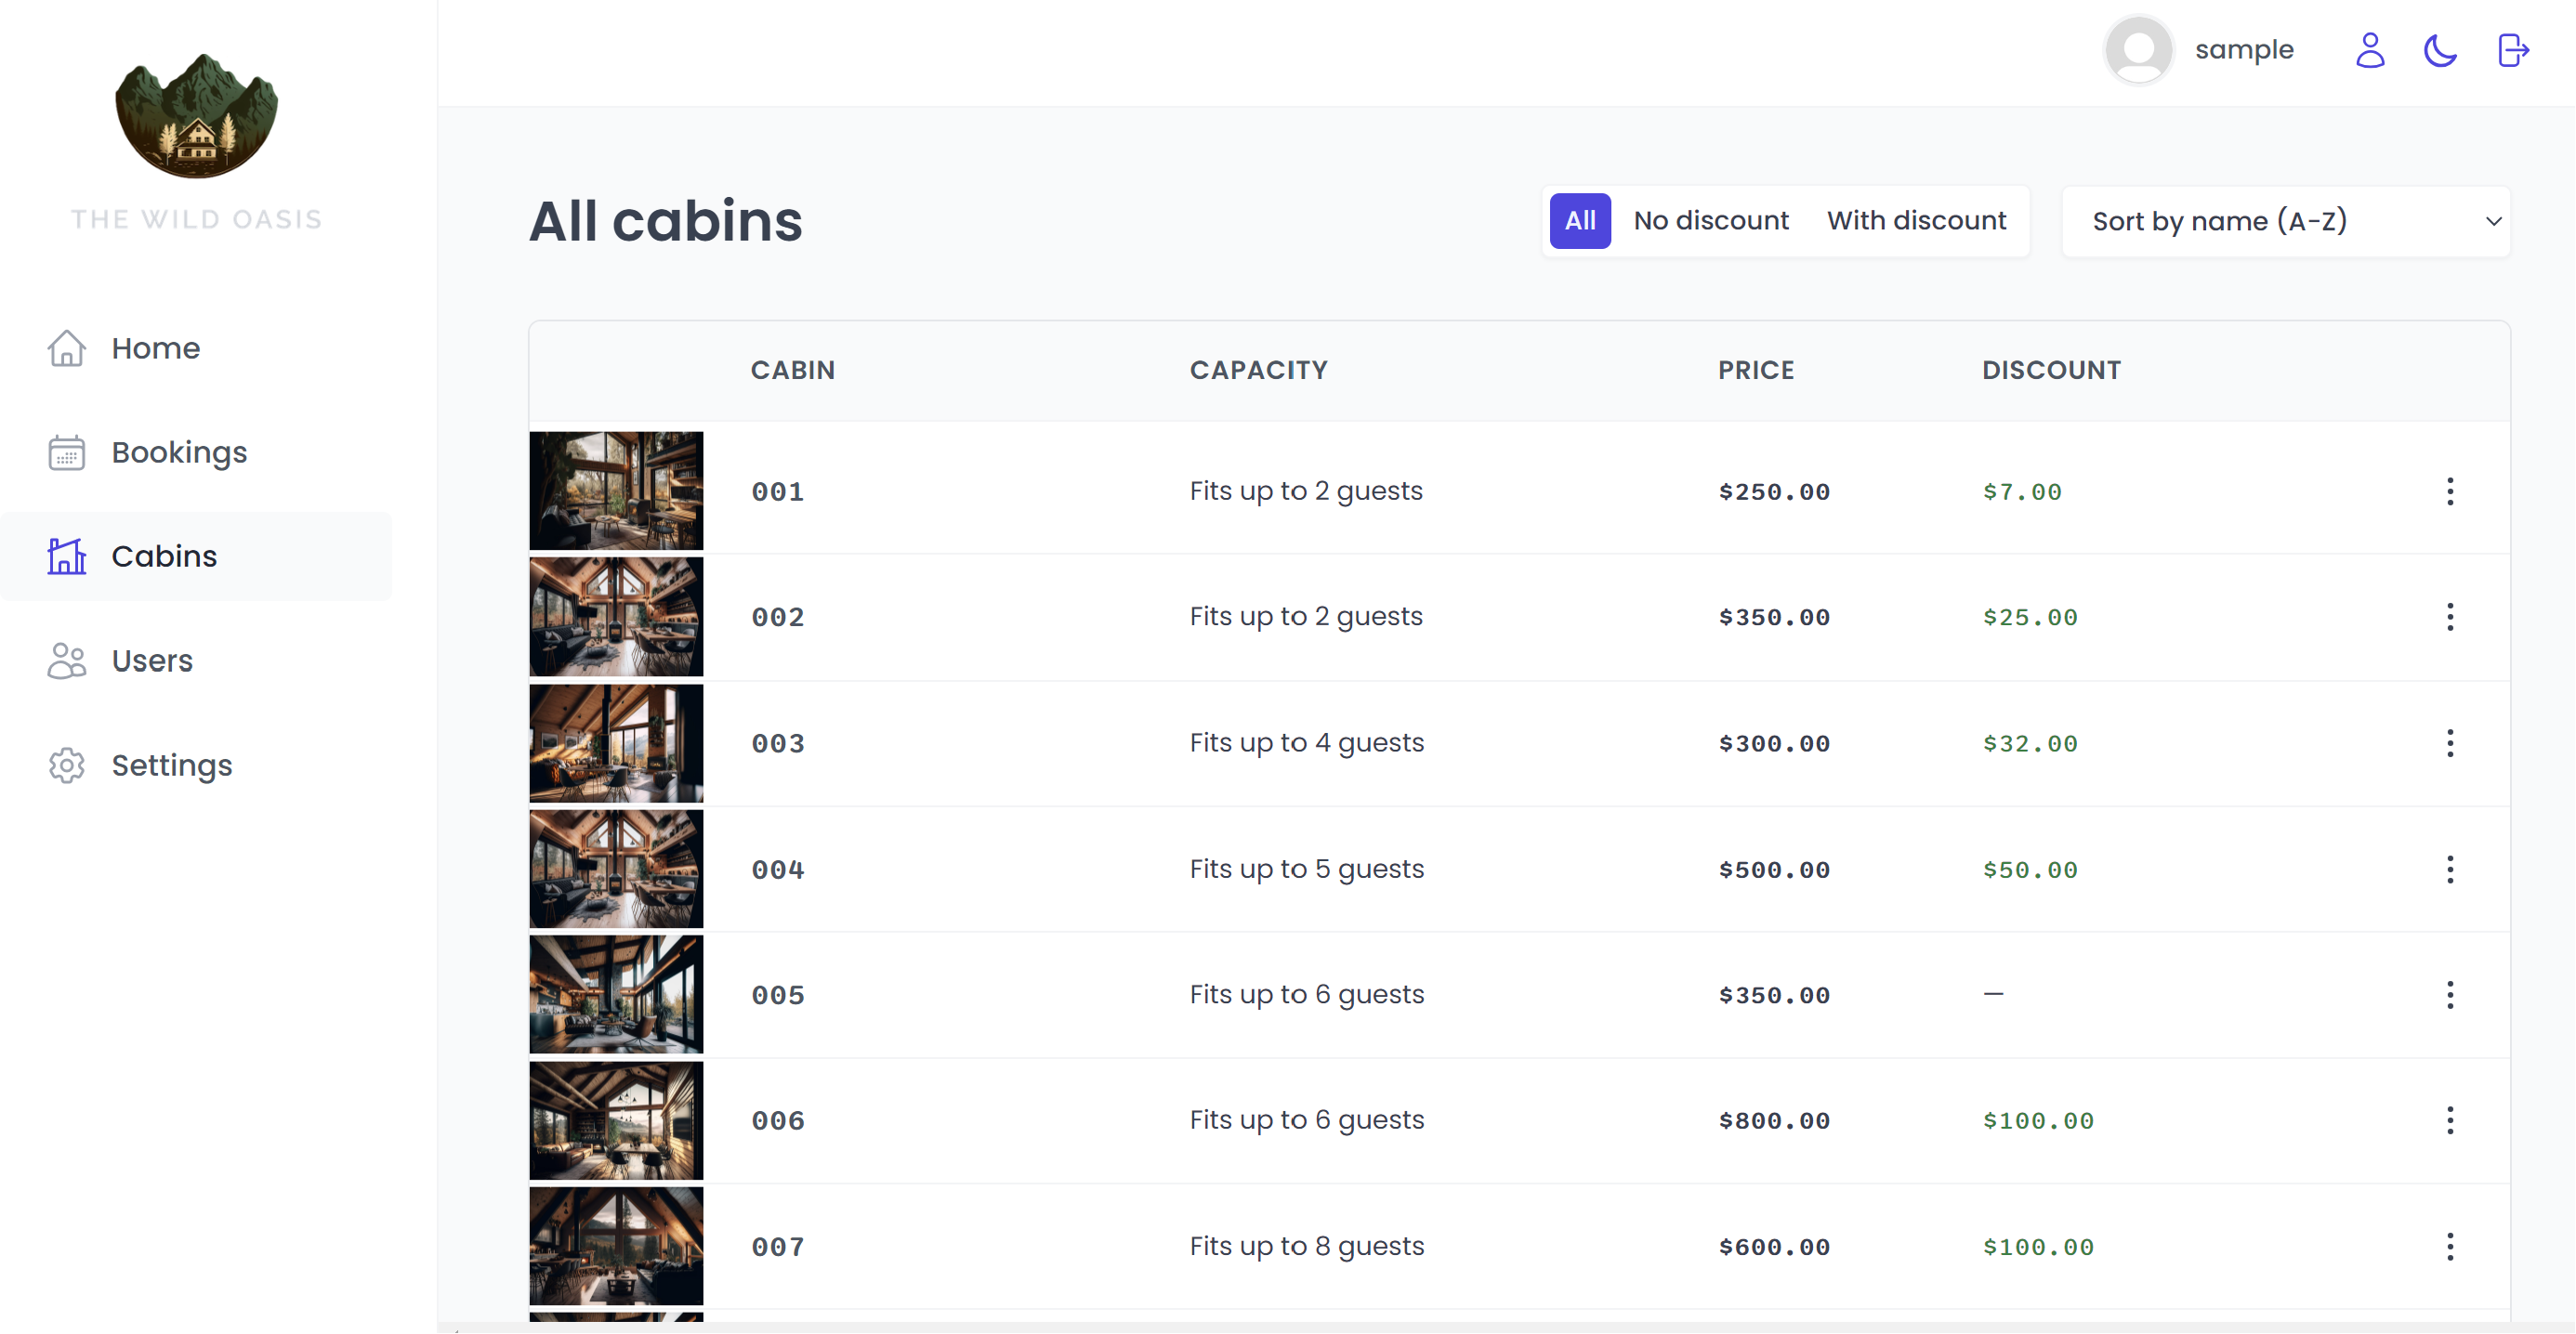 THE WILD OASIS
Home
Bookings
Cabins
Users
Settings
sample
All cabins
All No discount With discount Sort by name (A-Z)
CABIN CAPACITY PRICE DISCOUNT
001 Fits up to 2 guests $250.00 $7.00
002 Fits up to 2 guests $350.00 $25.00
003 Fits up to 4 guests $300.00 $32.00
004 Fits up to 5 guests $500.00 $50.00
005 Fits up to 6 guests $350.00 —
006 Fits up to 6 guests $800.00 $100.00
007 Fits up to 8 guests $600.00 $100.00